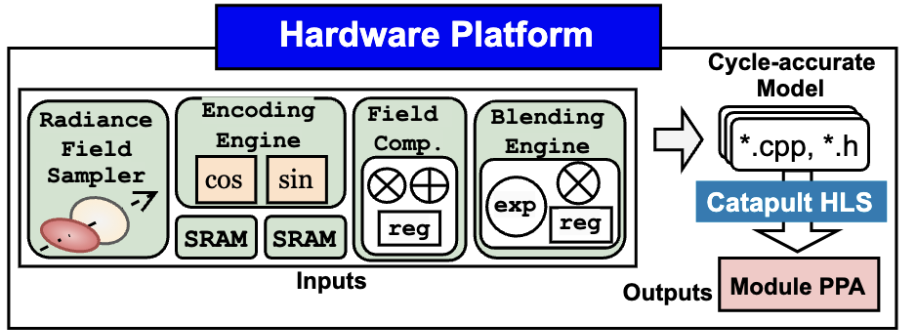 Hardware Platform
Radiance
Field
Sampler
Encoding
Engine
cos
sin
SRAM
SRAM
Field
Comp.
reg
Blending
Engine
exp
reg
Inputs
Cycle-accurate
Model
*.cpp, *.h
Catapult HLS
Outputs
Module PPA